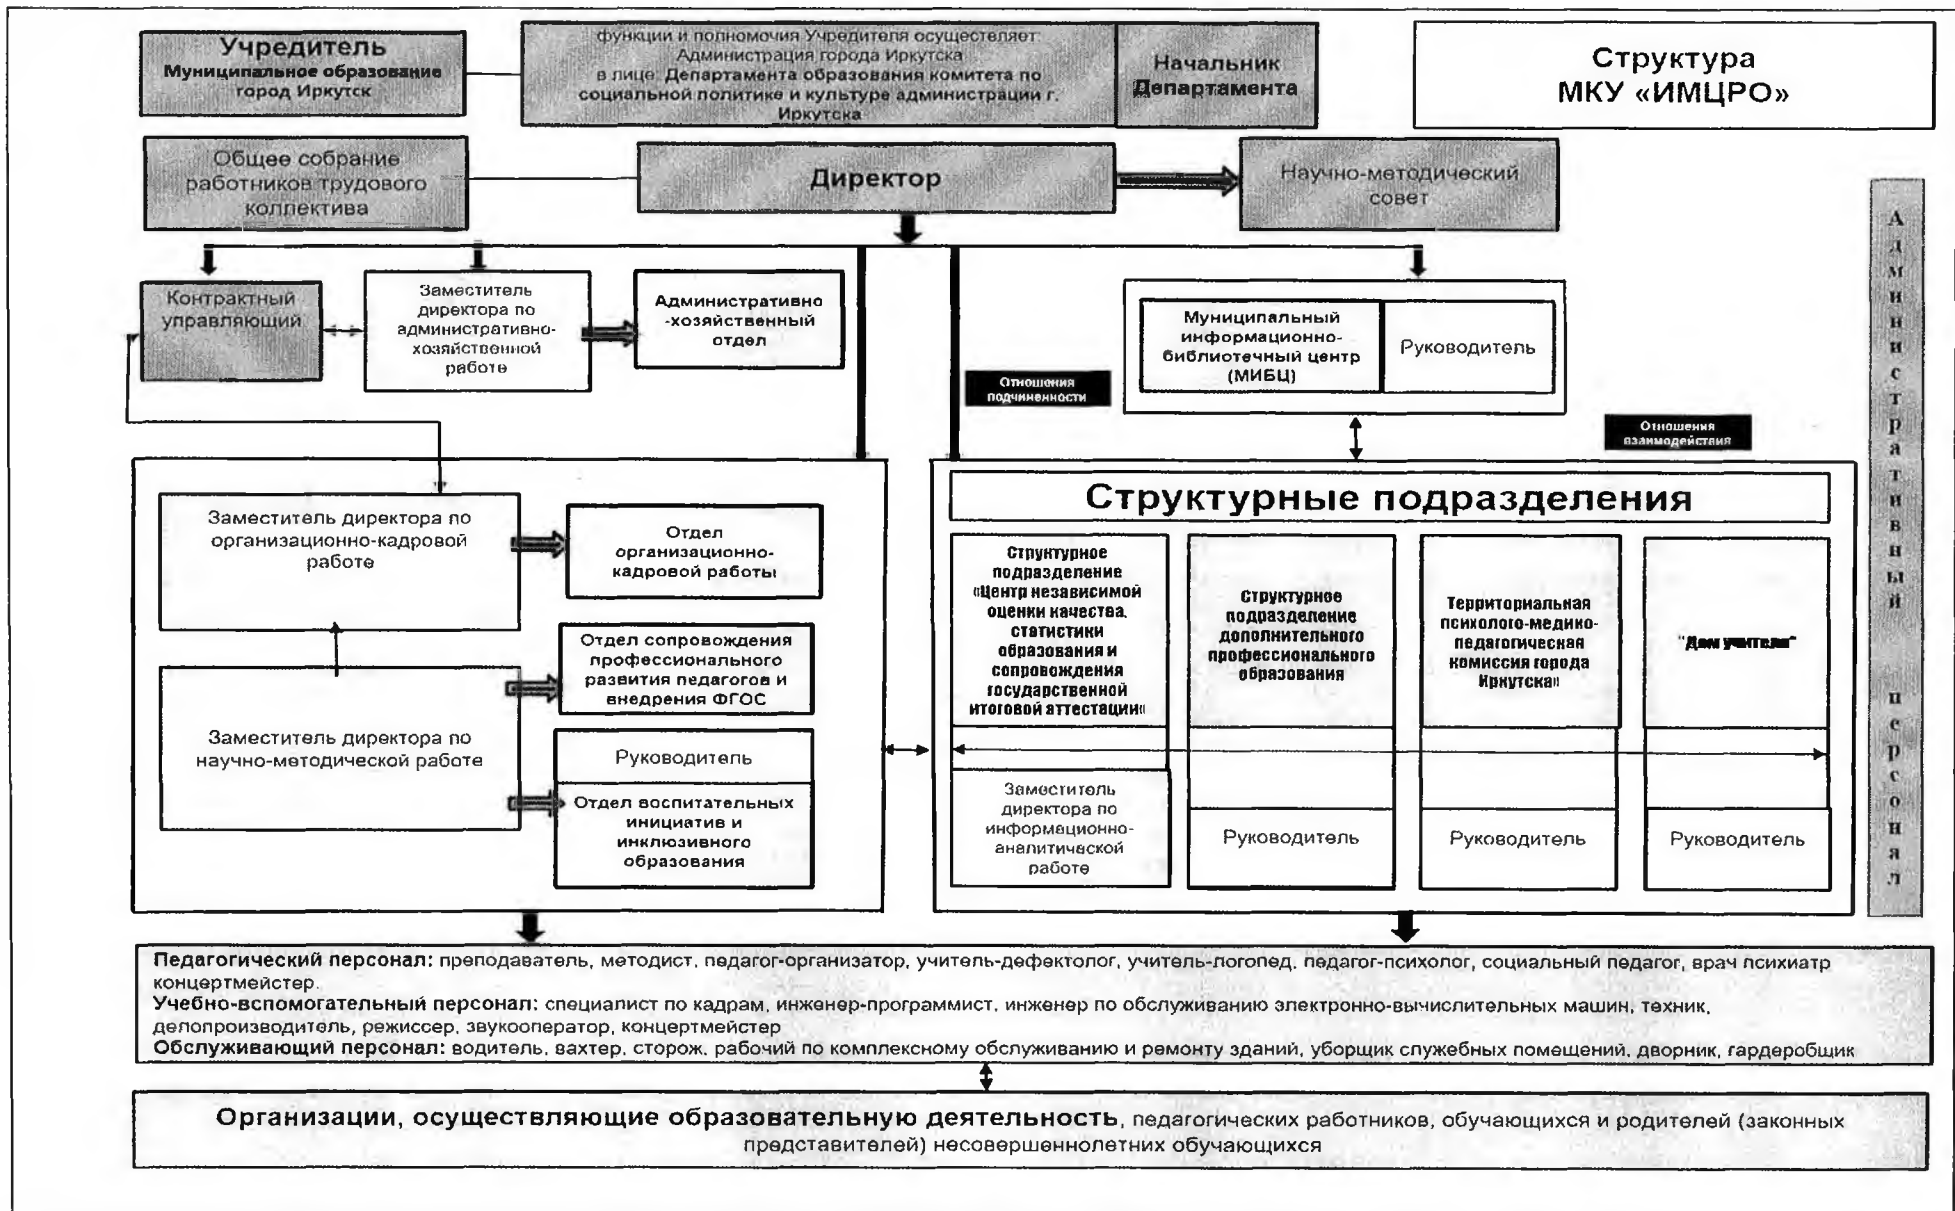 Учредитель
Муниципальное образование
город Иркутск
функции и полномочия Учредителя осуществляет
Администрация города Иркутска
в лице Департамента образования комитета по
социальной политике и культуре администрации г.
Иркутска
Начальник
Департамента
Структура
МКУ «ИМЦРО»
Общее собрание
работников трудового
коллектива
Директор
Научно-методический
совет
Контрактный
управляющий
Заместитель
директора по
административно-
хозяйственной
работе
Административно
-хозяйственный
отдел
Муниципальный
информационно-
библиотечный центр
(МИБЦ)
Руководитель
Отношения
подчиненности
Отношения
взаимодействия
Административный персонал
Заместитель директора по
организационно-кадровой
работе
Отдел
организационно-
кадровой работы
Отдел сопровождения
профессионального
развития педагогов и
внедрения ФГОС
Заместитель директора по
научно-методической работе
Руководитель
Отдел воспитательных
инициатив и
инклюзивного
образования
Структурные подразделения
Структурное
подразделение
«Центр независимой
оценки качества,
статистики
образования и
сопровождения
государственной
итоговой аттестации«
Заместитель
директора по
информационно-
аналитической
работе
Структурное
подразделение
дополнительного
профессионального
образования
Руководитель
Территориальная
психолого-медико-
педагогическая
комиссия города
Иркутска«
Руководитель
"Дом учителя"
Руководитель
Педагогический персонал: преподаватель, методист, педагог-организатор, учитель-дефектолог, учитель-логопед, педагог-психолог, социальный педагог, врач психиатр
концертмейстер.
Учебно-вспомогательный персонал: специалист по кадрам, инженер-программист, инженер по обслуживанию электронно-вычислительных машин, техник,
делопроизводитель, режиссер, звукооператор, концертмейстер
Обслуживающий персонал: водитель, вахтер, сторож, рабочий по комплексному обслуживанию и ремонту зданий, уборщик служебных помещений, дворник, гардеробщик
Организации, осуществляющие образовательную деятельность, педагогических работников, обучающихся и родителей (законных
представителей) несовершеннолетних обучающихся